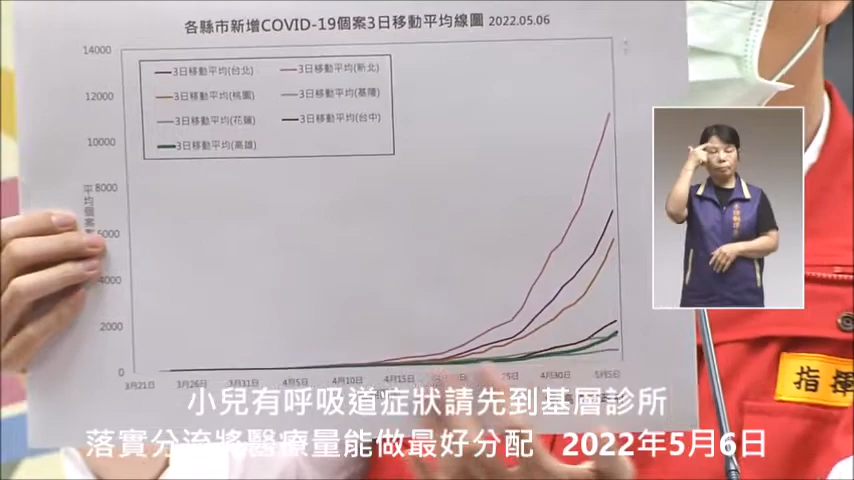 各縣市新增COVID-19個案3日移動平均線圖 2022.05.06
14000
12000
10000
8000
6000
4000
2000
0
平均個案數
3日移動平均(台北) 3日移動平均(新北)
3日移動平均(桃園) 3日移動平均(基隆)
3日移動平均(花蓮) 3日移動平均(台中)
3日移動平均(高雄)
3月21日 3月26日 3月31日 4月5日 4月10日 4月15日 25日 4月30日 5月5日
指揮
小兒有呼吸道症狀請先到基層診所
落實分流將醫療量能做最好分配 2022年5月6日